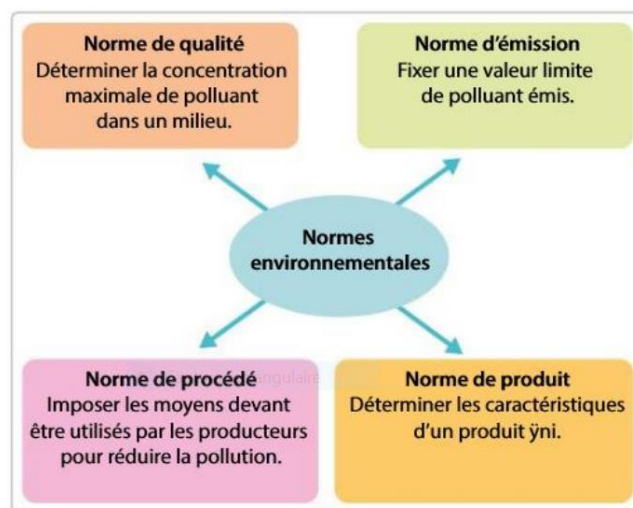 Norme de qualité
Déterminer la concentration
maximale de polluant
dans un milieu.
Norme d'émission
Fixer une valeur limite
de polluant émis.
Normes
environnementales
Norme de procédé
Imposer les moyens devant
être utilisés par les producteurs
pour réduire la pollution.
Norme de produit
Déterminer les caractéristiques
d'un produit ÿni.